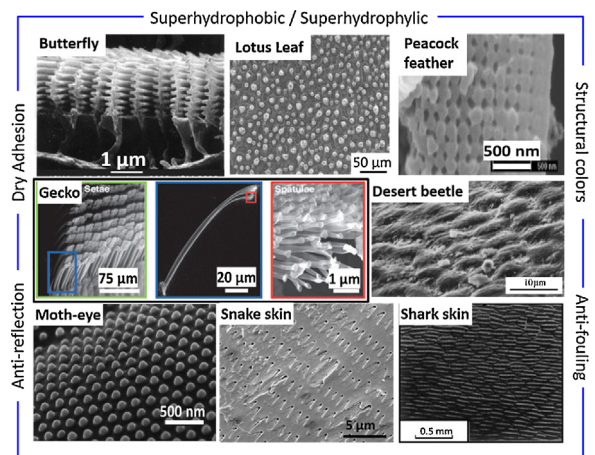 Superhydrophobic / Superhydrophylic
Butterfly
1 µm
Lotus Leaf
50 µm
Peacock
feather
500 nm
500 nm
Dry Adhesion
Structural colors
Gecko
Setae
75 µm
20 µm
Spatulae
1 µm
Desert beetle
10µm
Anti-reflection
Anti-fouling
Moth-eye
500 nm
Snake skin
5 µm
Shark skin
0.5 mm